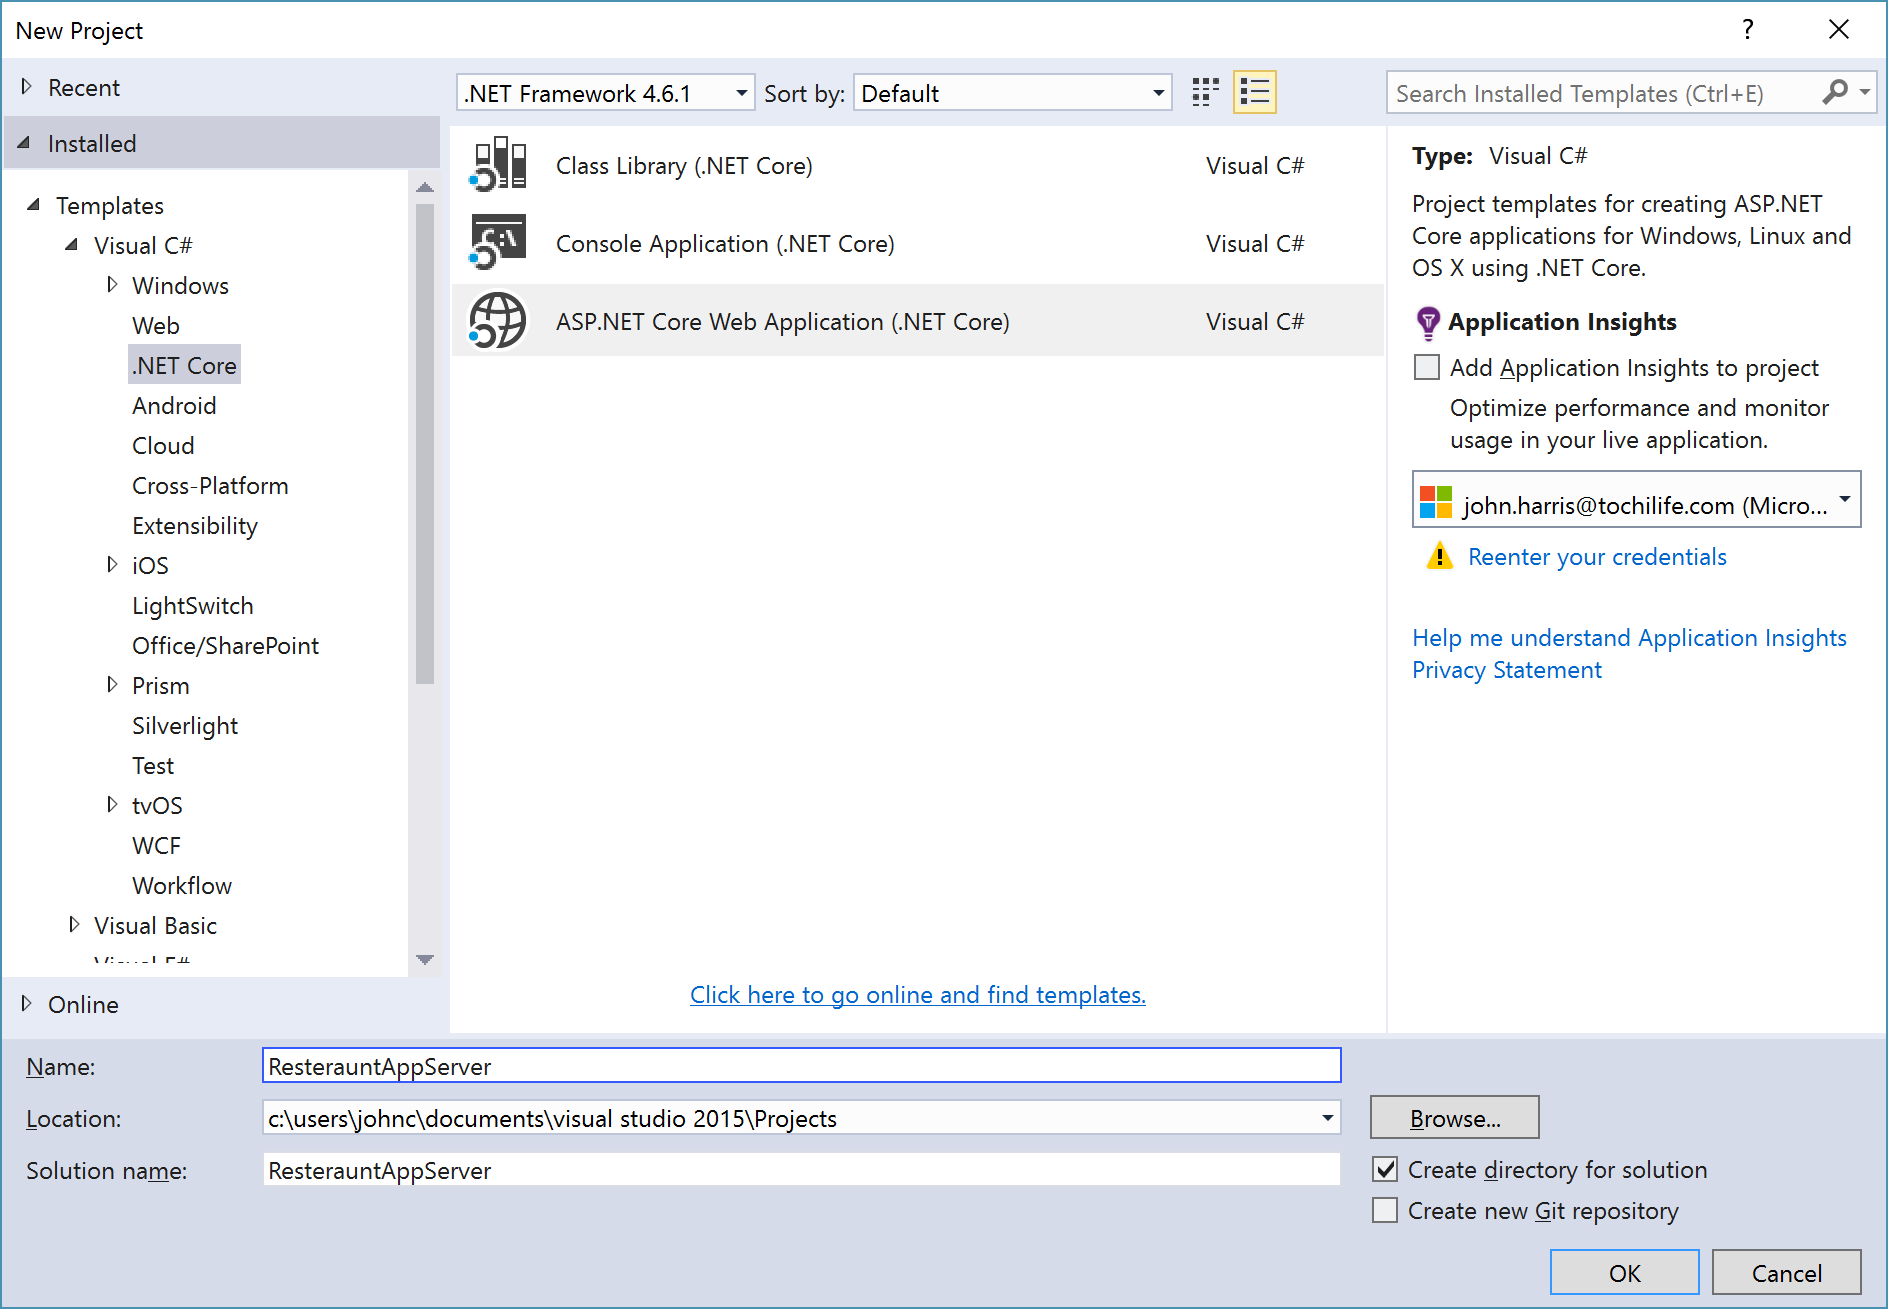 New Project
?
Recent
.NET Framework 4.6.1
Sort by:
Default
Search Installed Templates (Ctrl+E)
Installed
Templates
Visual C#
Windows
Web
.NET Core
Android
Cloud
Cross-Platform
Extensibility
iOS
LightSwitch
Office/SharePoint
Prism
Silverlight
Test
tvOS
WCF
Workflow
Visual Basic
Visual F#
Online
Class Library (.NET Core) Visual C#
Console Application (.NET Core) Visual C#
ASP.NET Core Web Application (.NET Core) Visual C#
Click here to go online and find templates.
Type: Visual C#
Project templates for creating ASP.NET
Core applications for Windows, Linux and
OS X using .NET Core.
Application Insights
Add Application Insights to project
Optimize performance and monitor
usage in your live application.
john.harris@tochilife.com (Micro...
Reenter your credentials
Help me understand Application Insights
Privacy Statement
Name: ResterauntAppServer
Location: c:\users\johnc\documents\visual studio 2015\Projects
Browse...
Solution name: ResterauntAppServer
Create directory for solution
Create new Git repository
OK
Cancel